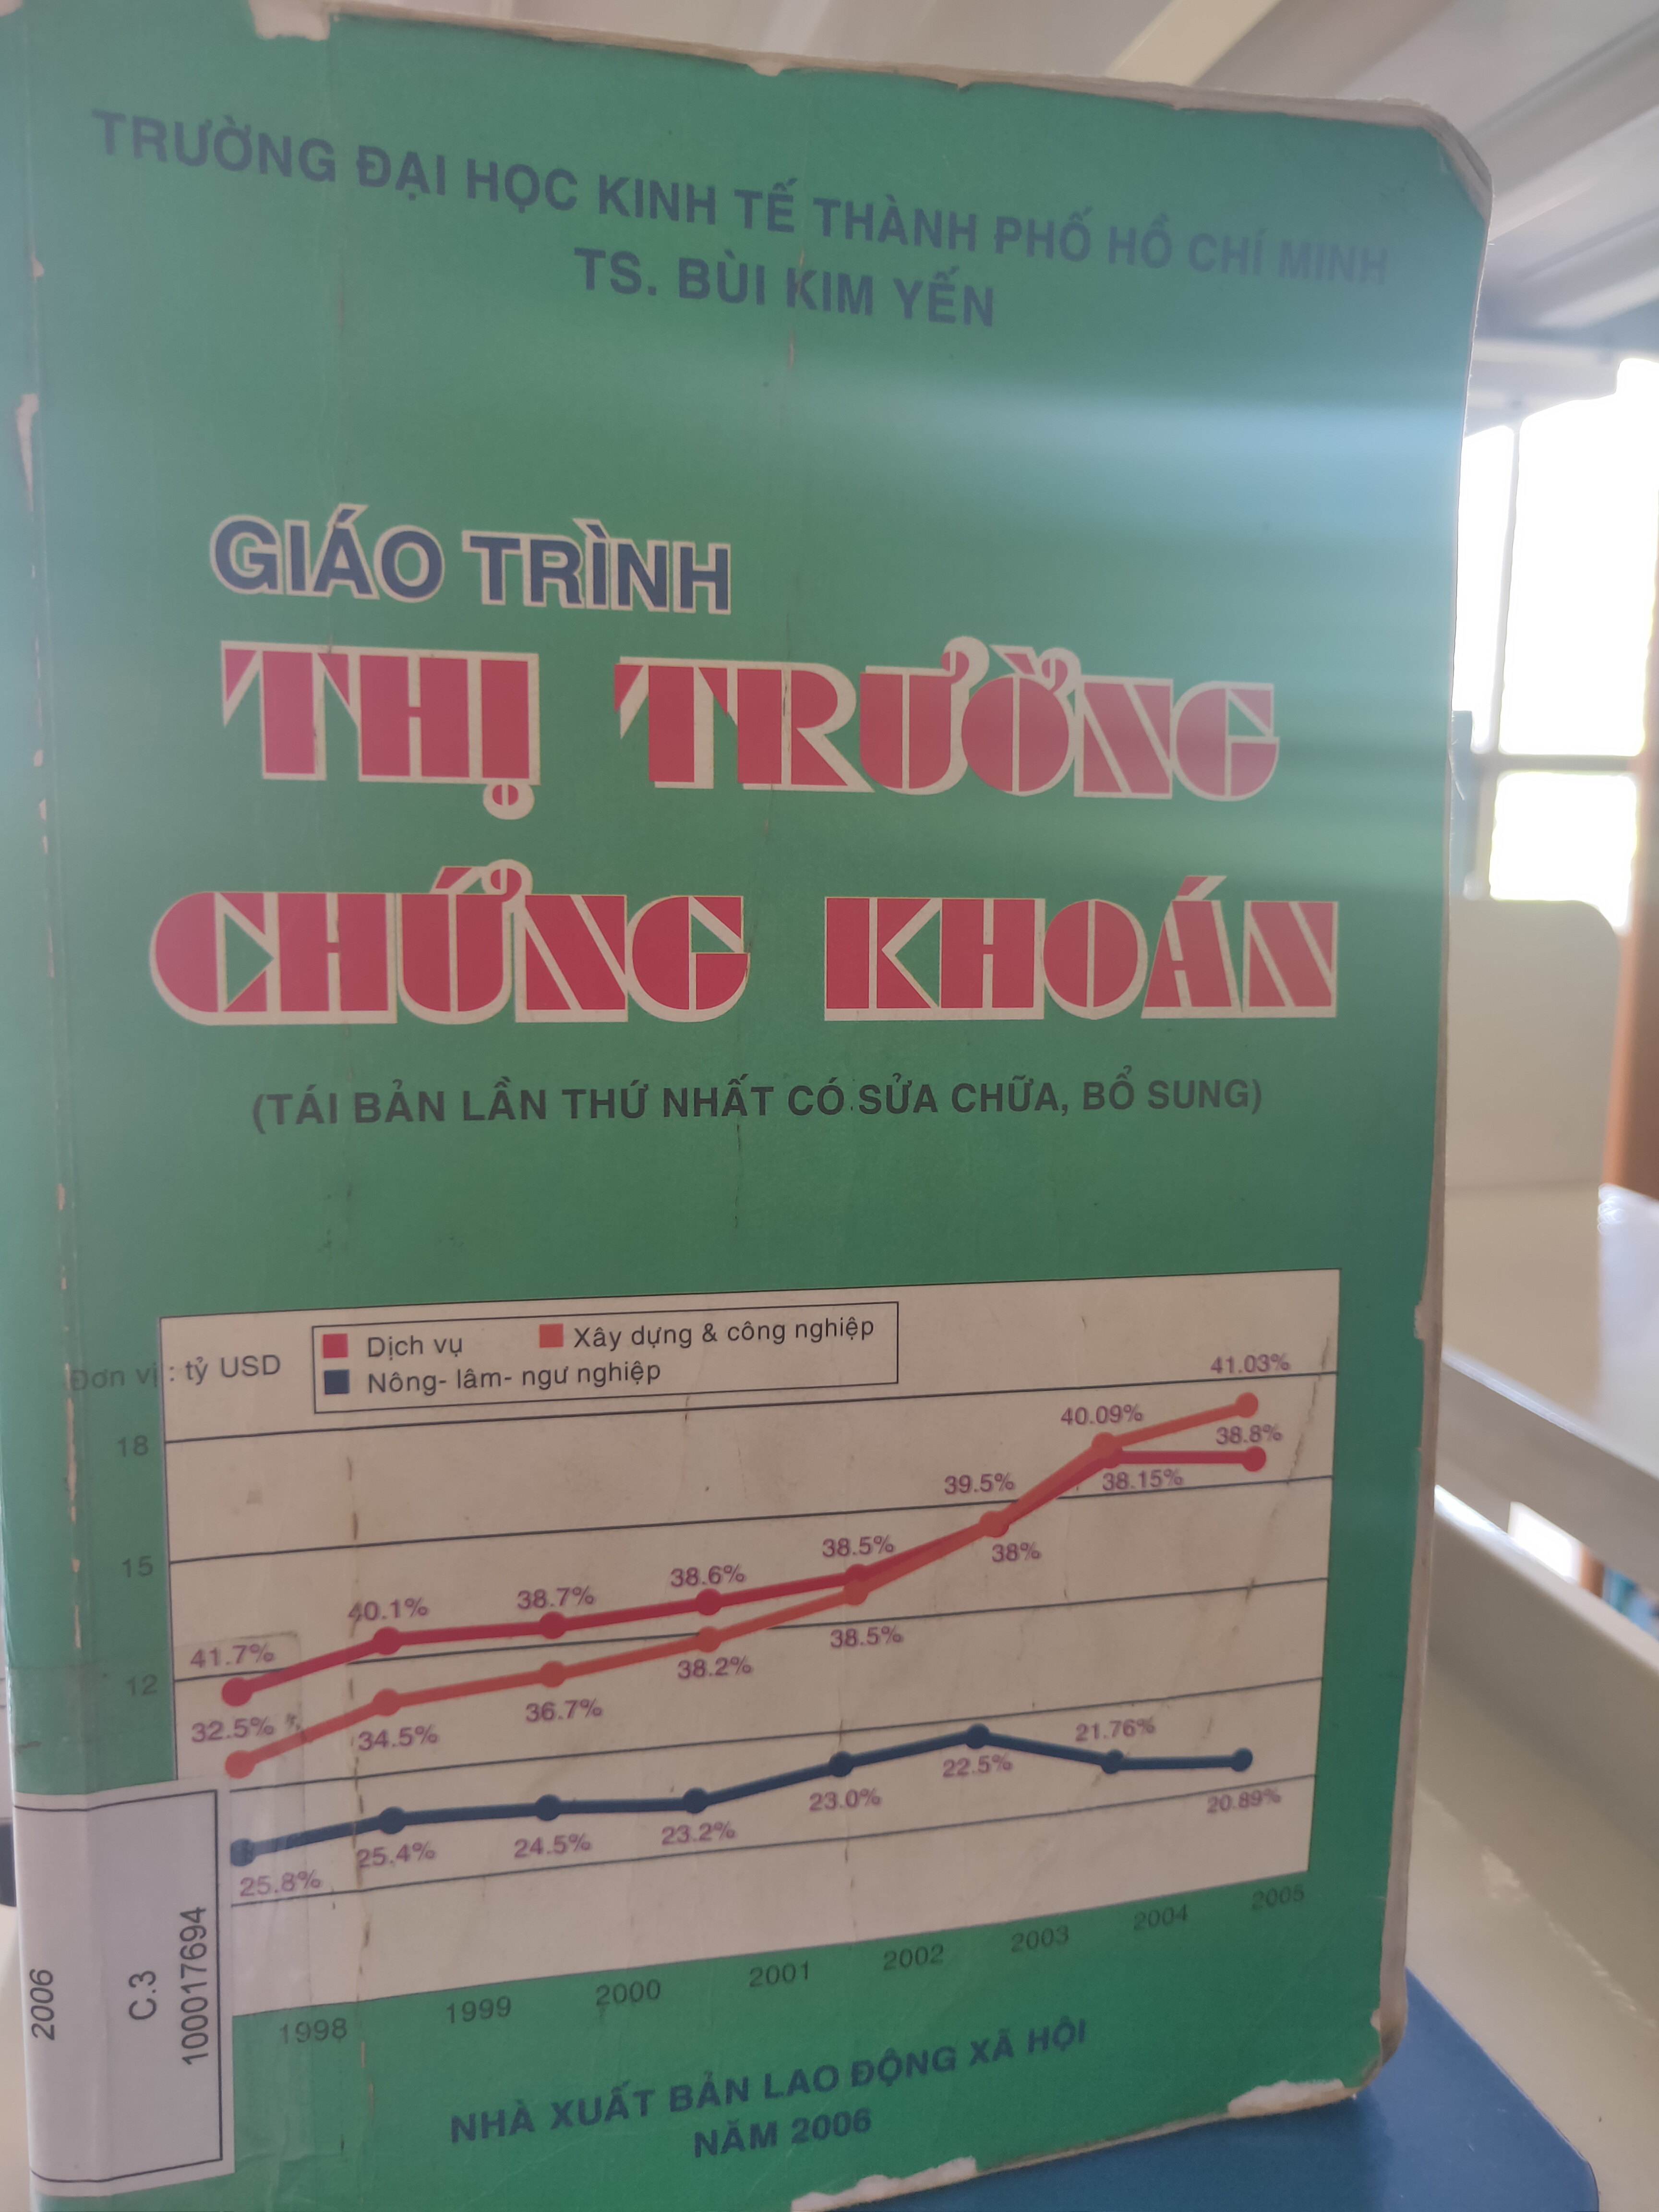 TRƯỜNG ĐẠI HỌC KINH TẾ THÀNH PHỐ HỒ CHÍ MINH
TS. BÙI KIM YẾN
GIÁO TRÌNH
THỊ TRƯỜNG
CHỨNG KHOÁN
(TÁI BẢN LẦN THỨ NHẤT CÓ SỬA CHỮA, BỔ SUNG)
Đơn vị : tỷ USD
Dịch vụ
Xây dựng & công nghiệp
Nông- lâm- ngư nghiệp
18
15
12
41.7% 40.1% 38.7% 38.6% 38.5% 39.5% 40.09% 41.03%
32.5% 34.5% 36.7% 38.2% 38.5% 38% 38.15% 38.8%
25.8% 25.4% 24.5% 23.2% 23.0% 22.5% 21.76% 20.89%
1998 1999 2000 2001 2002 2003 2004 2005
NHÀ XUẤT BẢN LAO ĐỘNG XÃ HỘI
NĂM 2006
2006
C.3
100017694